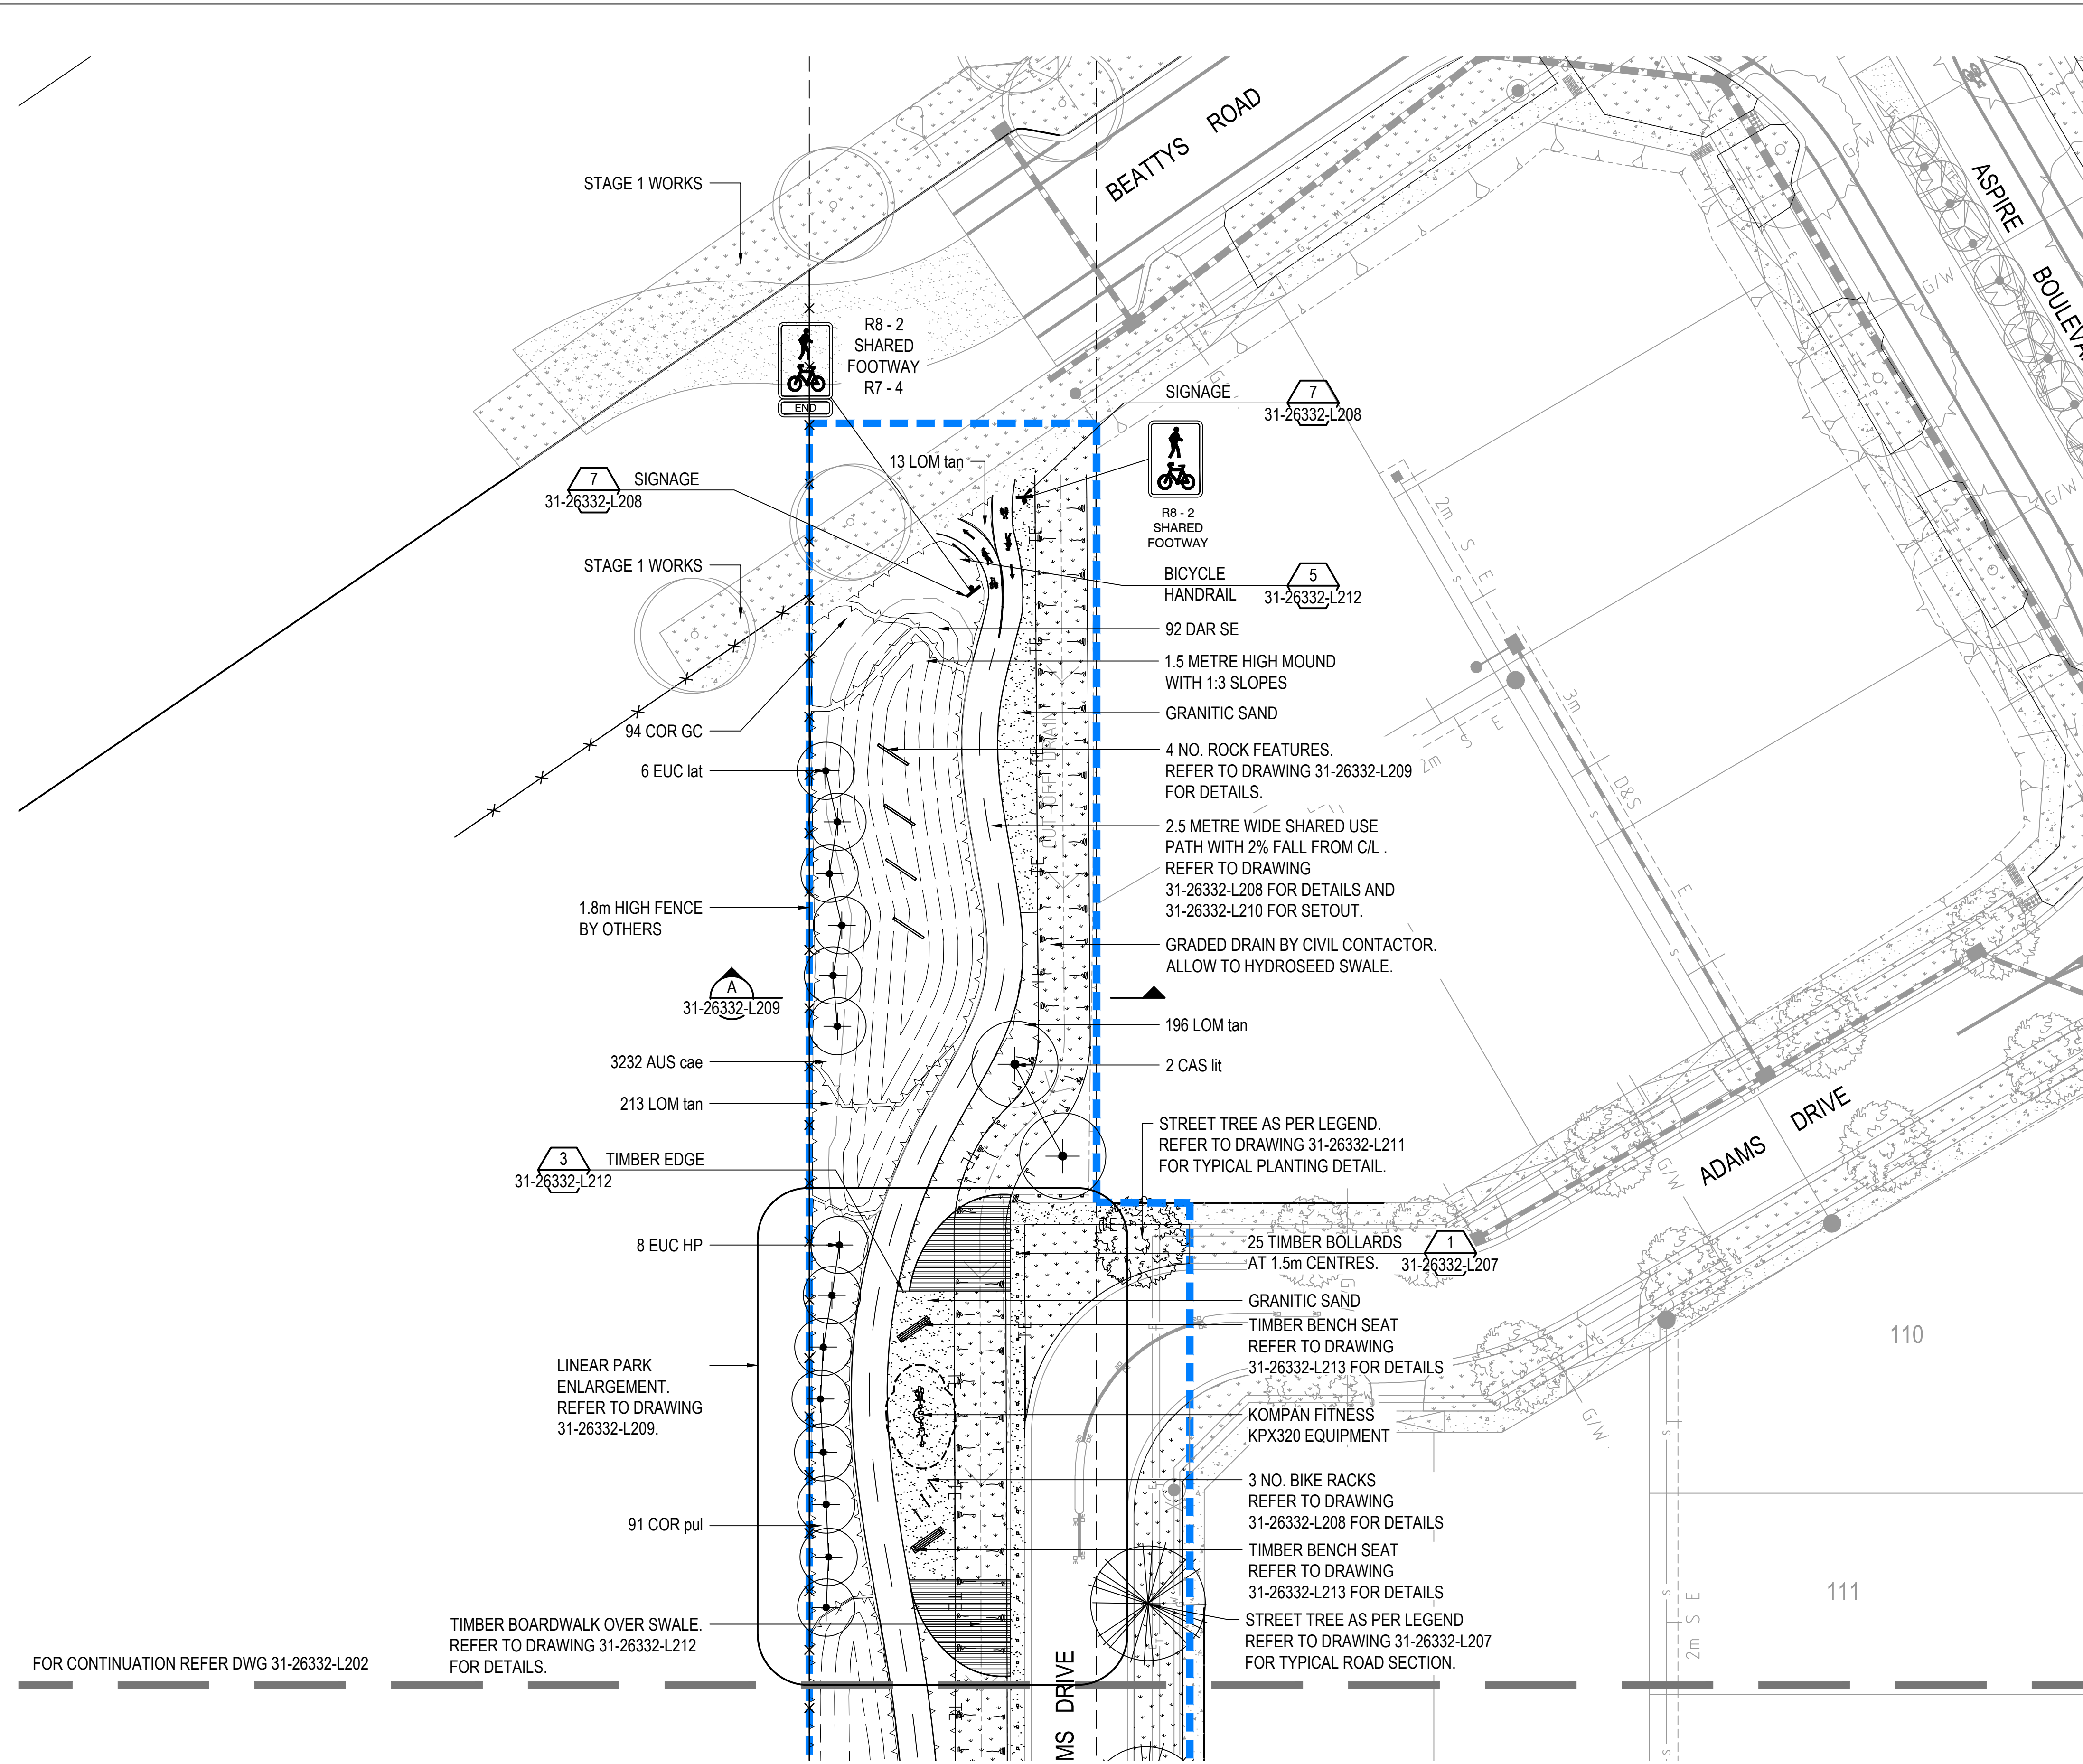 BEATTYS ROAD
ASPIRE
STAGE 1 WORKS
R8 - 2
SHARED
FOOTWAY
R7 - 4
END
SIGNAGE
7
31-26332-L208
13 LOM tan
7
SIGNAGE
31-26332-L208
R8 - 2
SHARED
FOOTWAY
STAGE 1 WORKS
BICYCLE
HANDRAIL
5
31-26332-L212
92 DAR SE
1.5 METRE HIGH MOUND
WITH 1:3 SLOPES
GRANITIC SAND
94 COR GC
4 NO. ROCK FEATURES.
REFER TO DRAWING 31-26332-L209
FOR DETAILS.
6 EUC lat
2.5 METRE WIDE SHARED USE
PATH WITH 2% FALL FROM C/L .
REFER TO DRAWING
31-26332-L208 FOR DETAILS AND
31-26332-L210 FOR SETOUT.
1.8m HIGH FENCE
BY OTHERS
GRADED DRAIN BY CIVIL CONTACTOR.
ALLOW TO HYDROSEED SWALE.
A
31-26332-L209
196 LOM tan
3232 AUS cae
2 CAS lit
213 LOM tan
STREET TREE AS PER LEGEND.
REFER TO DRAWING 31-26332-L211
FOR TYPICAL PLANTING DETAIL.
ADAMS DRIVE
3
TIMBER EDGE
31-26332-L212
8 EUC HP
25 TIMBER BOLLARDS
AT 1.5m CENTRES.
1
31-26332-L207
GRANITIC SAND
TIMBER BENCH SEAT
REFER TO DRAWING
31-26332-L213 FOR DETAILS
LINEAR PARK
ENLARGEMENT.
REFER TO DRAWING
31-26332-L209.
KOMPAN FITNESS
KPX320 EQUIPMENT
3 NO. BIKE RACKS
REFER TO DRAWING
31-26332-L208 FOR DETAILS
91 COR pul
TIMBER BENCH SEAT
REFER TO DRAWING
31-26332-L213 FOR DETAILS
TIMBER BOARDWALK OVER SWALE.
REFER TO DRAWING 31-26332-L212
FOR DETAILS.
STREET TREE AS PER LEGEND
REFER TO DRAWING 31-26332-L207
FOR TYPICAL ROAD SECTION.
FOR CONTINUATION REFER DWG 31-26332-L202
MS DRIVE
110
111
2m S E
2m S E
3m
D&S
E
2m S E
G/W
G/W
G/W
G/W
G/W